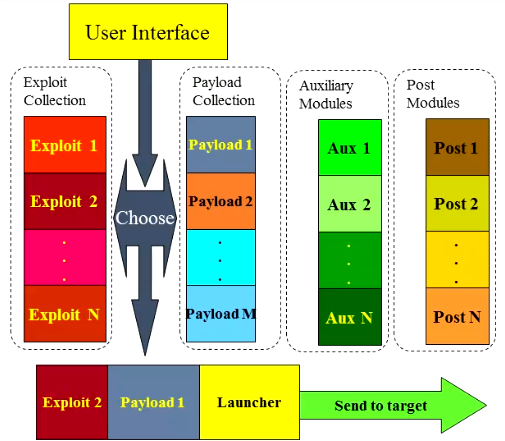 User Interface
Exploit
Collection
Exploit 1
Exploit 2
.
.
.
Exploit N
Choose
Payload
Collection
Payload 1
Payload 2
.
.
.
Payload M
Auxiliary
Modules
Aux 1
Aux 2
.
.
.
Aux N
Post
Modules
Post 1
Post 2
.
.
.
Post N
Exploit 2
Payload 1
Launcher
Send to target